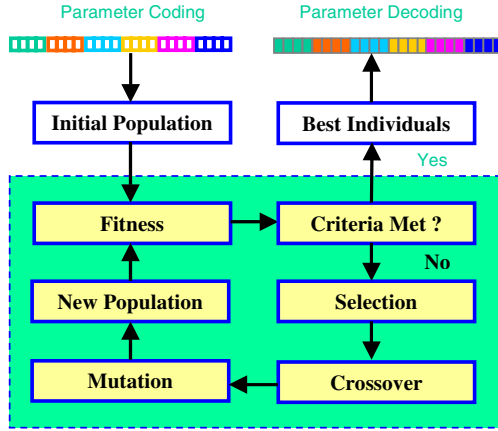 Parameter Coding
Parameter Decoding
Initial Population
Best Individuals
Yes
Fitness
Criteria Met ?
No
New Population
Selection
Mutation
Crossover